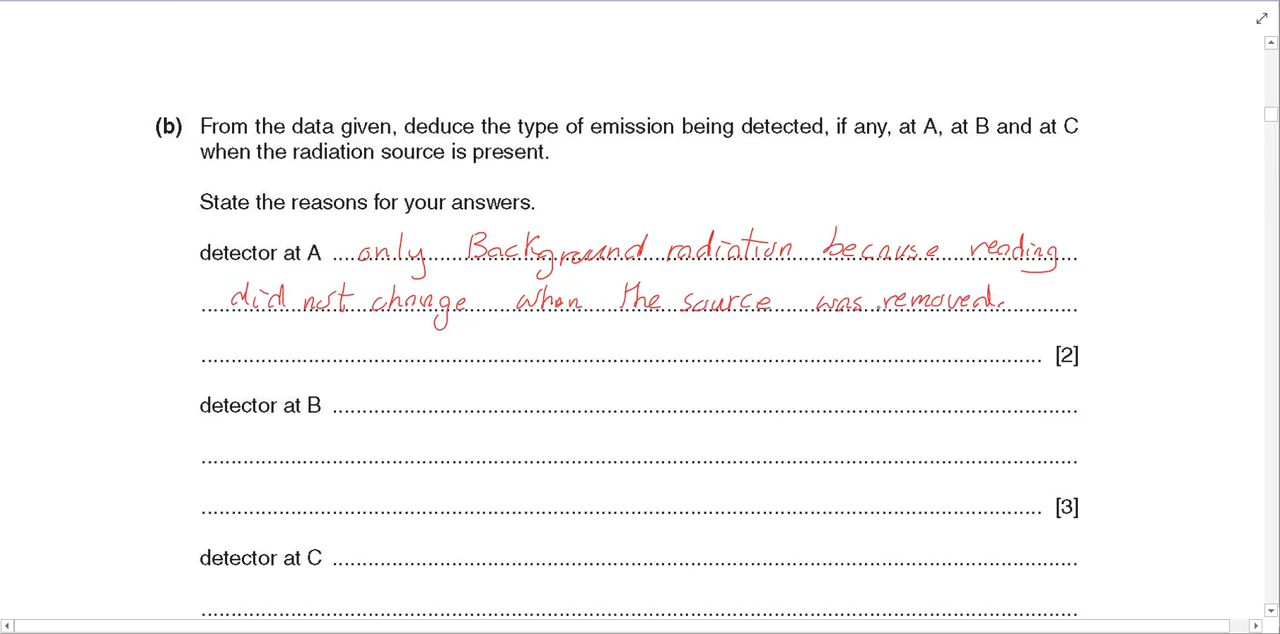 (b) From the data given, deduce the type of emission being detected, if any, at A, at B and at C
when the radiation source is present.
State the reasons for your answers.
detector at A .... only Background radiation because reading
did not change when the source was removed.
[2]
detector at B
[3]
detector at C